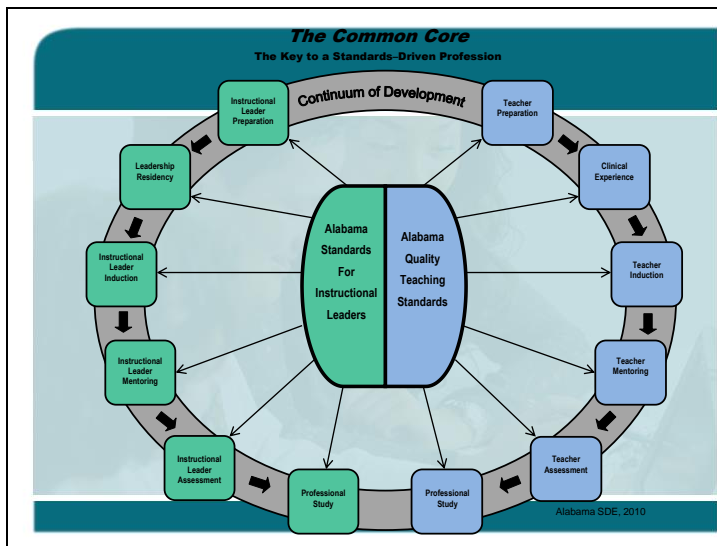 The Common Core
The Key to a Standards–Driven Profession
Continuum of Development
Instructional
Leader
Preparation
Leadership
Residency
Instructional
Leader
Induction
Instructional
Leader
Mentoring
Instructional
Leader
Assessment
Professional
Study
Alabama
Standards
For
Instructional
Leaders
Alabama
Quality
Teaching
Standards
Teacher
Preparation
Clinical
Experience
Teacher
Induction
Teacher
Mentoring
Teacher
Assessment
Professional
Study
Alabama SDE, 2010